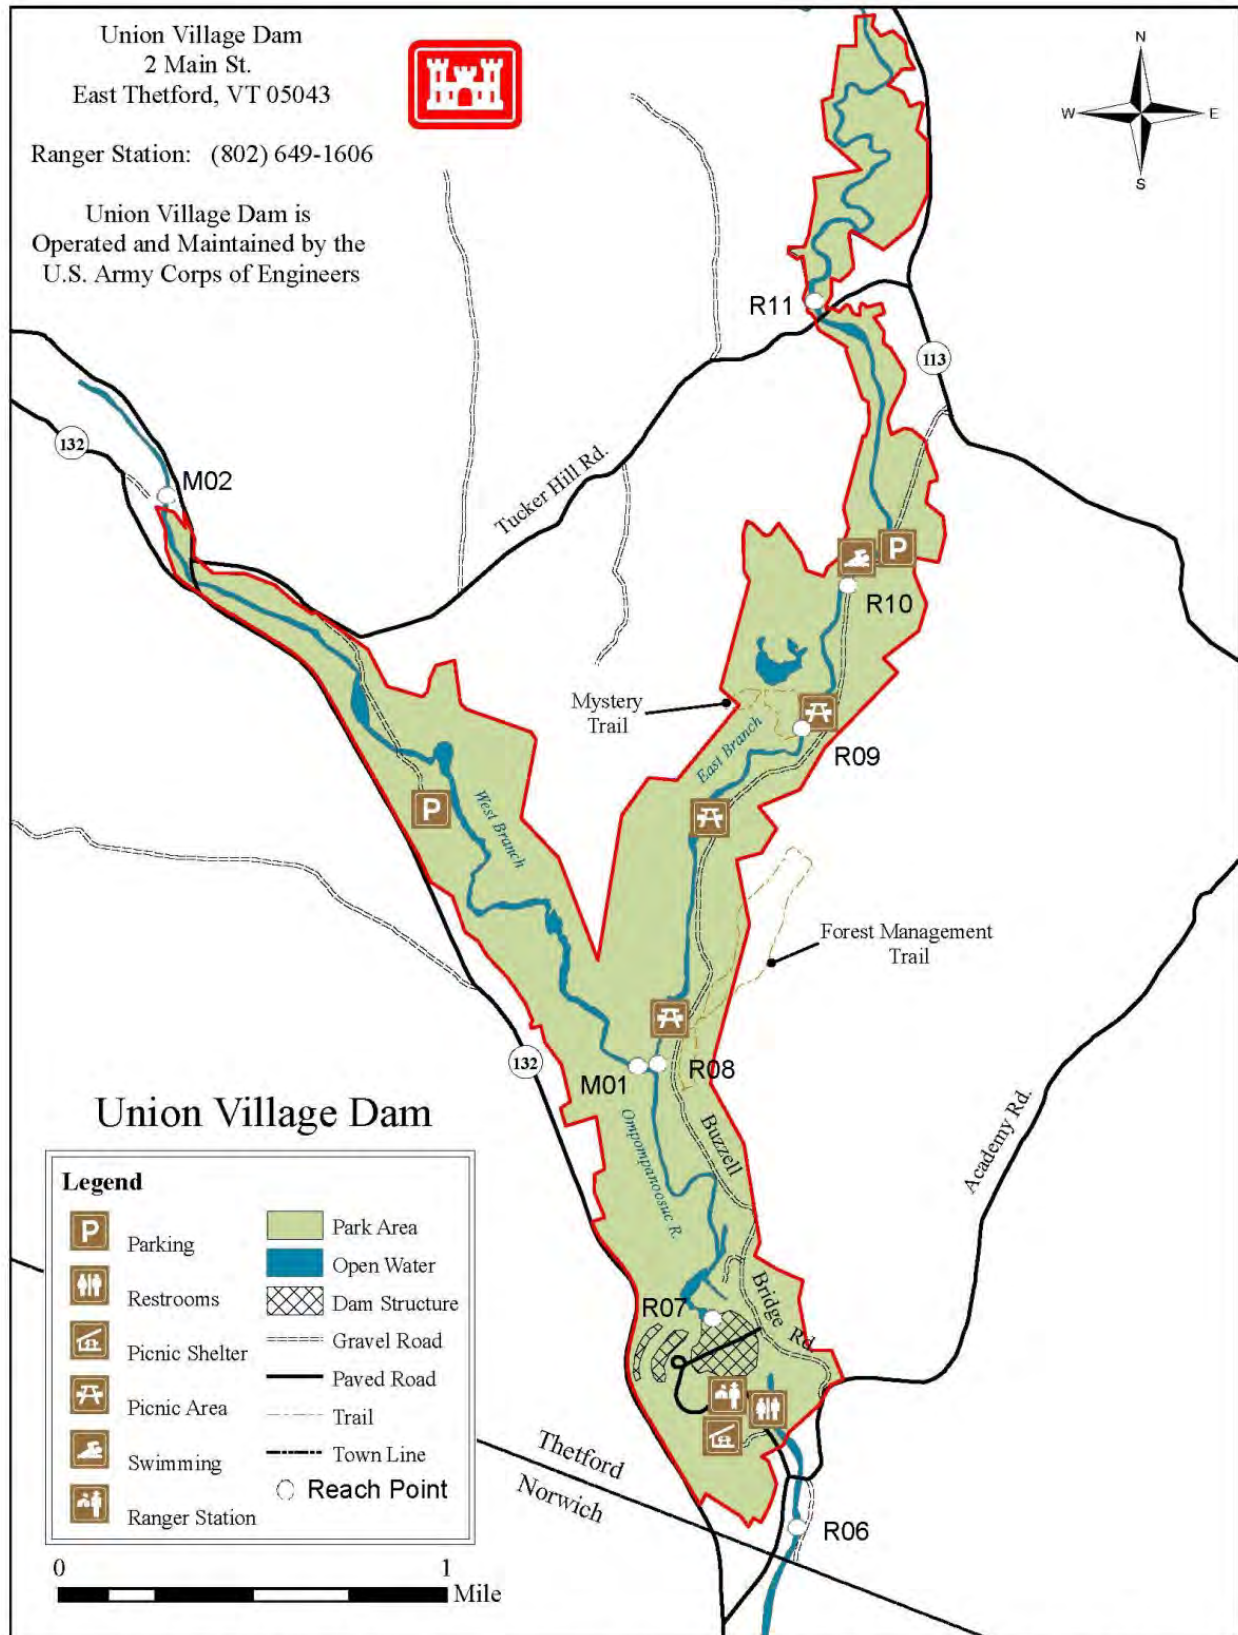 Union Village Dam
2 Main St.
East Thetford, VT 05043
Ranger Station: (802) 649-1606
Union Village Dam is
Operated and Maintained by the
U.S. Army Corps of Engineers
N
W
E
S
R11
113
132
M02
Tucker Hill Rd.
P
R10
Mystery
Trail
East Branch
R09
P
West Branch
Forest Management
Trail
132
M01
R08
Buzzell
Academy Rd.
Ompompanoosuc R.
Bridge
Rd
R07
Thetford
Norwich
R06
Union Village Dam
Legend
P
Parking
Restrooms
Picnic Shelter
Picnic Area
Swimming
Ranger Station
Park Area
Open Water
Dam Structure
Gravel Road
Paved Road
Trail
Town Line
Reach Point
0
1
Mile